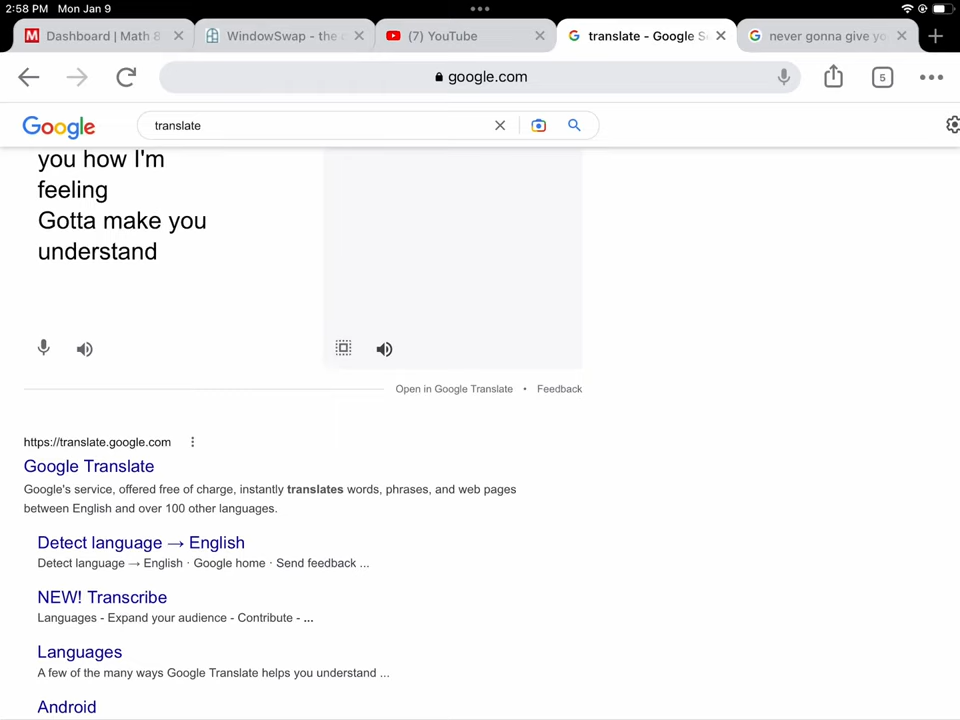 2:58 PM Mon Jan 9
Dashboard | Math 8
WindowSwap - the
(7) YouTube
translate - Google S
never gonna give yo
google.com
5
Google
translate
you how I'm
feeling
Gotta make you
understand
Open in Google Translate • Feedback
https://translate.google.com
Google Translate
Google's service, offered free of charge, instantly translates words, phrases, and web pages
between English and over 100 other languages.
Detect language → English
Detect language → English · Google home · Send feedback ...
NEW! Transcribe
Languages - Expand your audience - Contribute - ...
Languages
A few of the many ways Google Translate helps you understand ...
Android